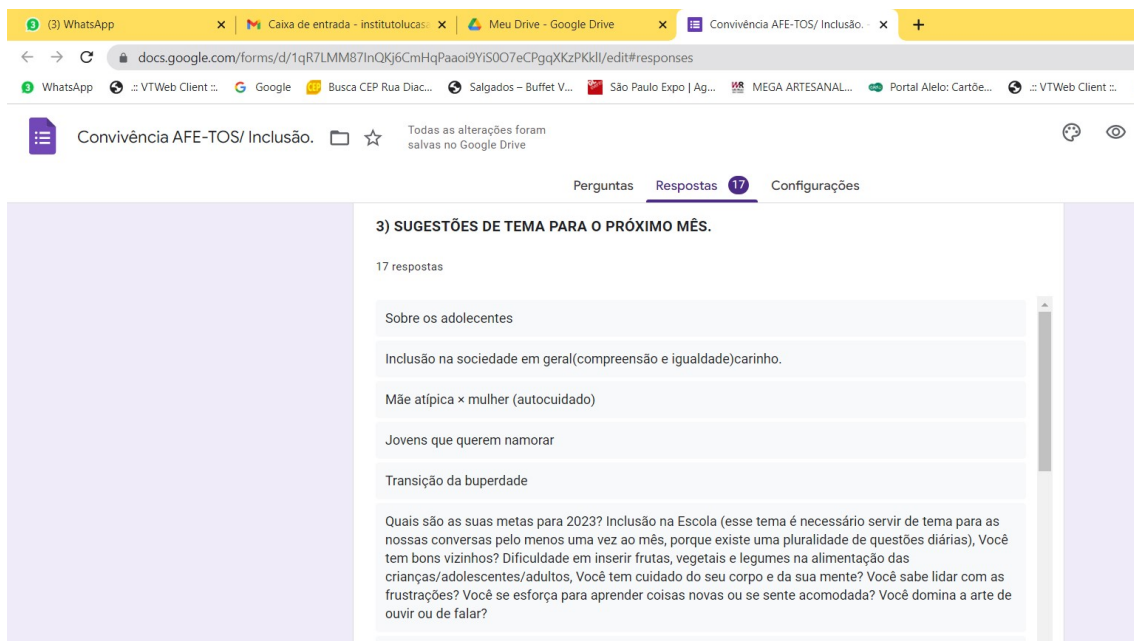 (3) WhatsApp
Caixa de entrada - institutolucas
Meu Drive - Google Drive
Convivência AFE-TOS/ Inclusão. -
docs.google.com/forms/d/1qR7LMM87InQKj6CmHqPaaoi9YiS0O7eCPgqXKzPKklI/edit#responses
WhatsApp
.:: VTWeb Client ::.
Google
Busca CEP Rua Diac...
Salgados – Buffet V...
São Paulo Expo | Ag...
MEGA ARTESANAL...
Portal Alelo: Cartõe...
.:: VTWeb Client ::.
Convivência AFE-TOS/ Inclusão.
Todas as alterações foram
salvas no Google Drive
Perguntas
Respostas 17
Configurações
3) SUGESTÕES DE TEMA PARA O PRÓXIMO MÊS.
17 respostas
Sobre os adolecentes
Inclusão na sociedade em geral(compreensão e igualdade)carinho.
Mãe atípica × mulher (autocuidado)
Jovens que querem namorar
Transição da buperdade
Quais são as suas metas para 2023? Inclusão na Escola (esse tema é necessário servir de tema para as
nossas conversas pelo menos uma vez ao mês, porque existe uma pluralidade de questões diárias), Você
tem bons vizinhos? Dificuldade em inserir frutas, vegetais e legumes na alimentação das
crianças/adolescentes/adultos, Você tem cuidado do seu corpo e da sua mente? Você sabe lidar com as
frustrações? Você se esforça para aprender coisas novas ou se sente acomodada? Você domina a arte de
ouvir ou de falar?